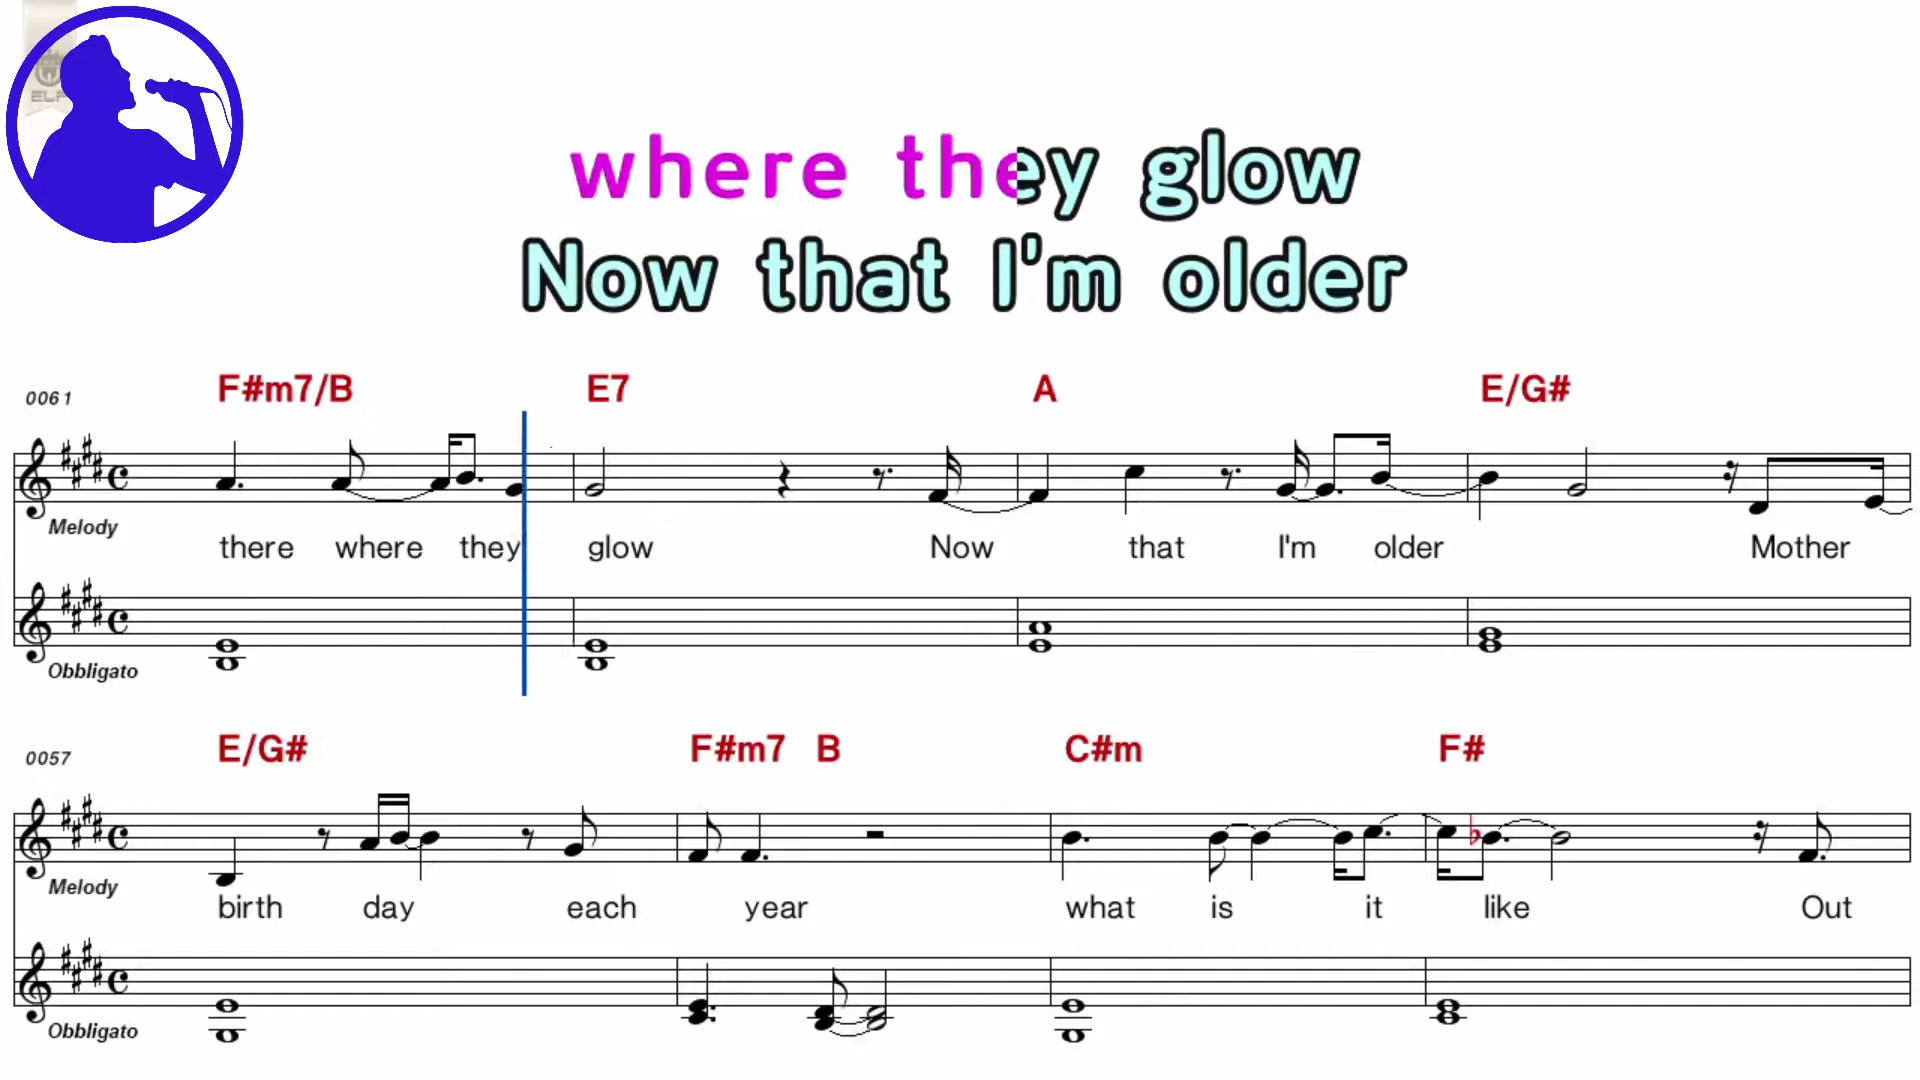 ELF
where they glow
Now that I'm older
0061 F#m7/B E7 A E/G#
Melody
there where they glow Now that I'm older Mother
Obbligato
0057 E/G# F#m7 B C#m F#
Melody
birth day each year what is it like Out
Obbligato